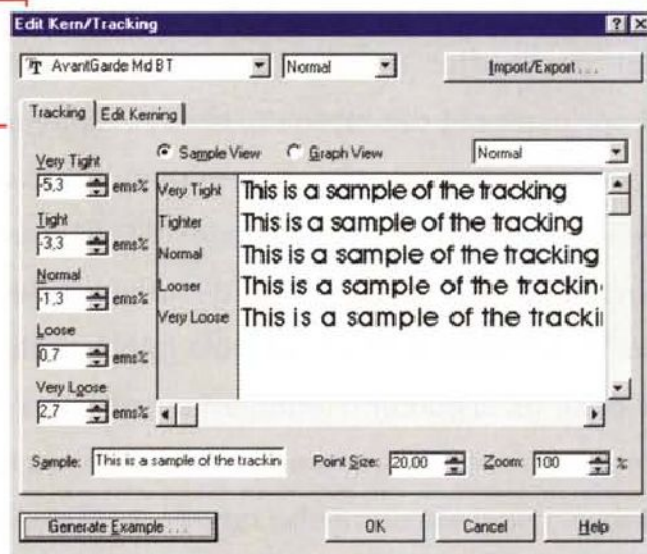 Edit Kern/Tracking
AvantGarde Md BT Normal Import/Export...
Tracking Edit Kerning
Sample View Graph View Normal
Very Tight
-5,3 ems%
Tight
-3,3 ems%
Normal
-1,3 ems%
Loose
0,7 ems%
Very Loose
2,7 ems%
Very Tight This is a sample of the tracking
Tighter This is a sample of the tracking
Normal This is a sample of the tracking
Looser This is a sample of the trackin
Very Loose This is a sample of the tracki
Sample: This is a sample of the trackin Point Size: 20,00 Zoom: 100 %
Generate Example... OK Cancel Help